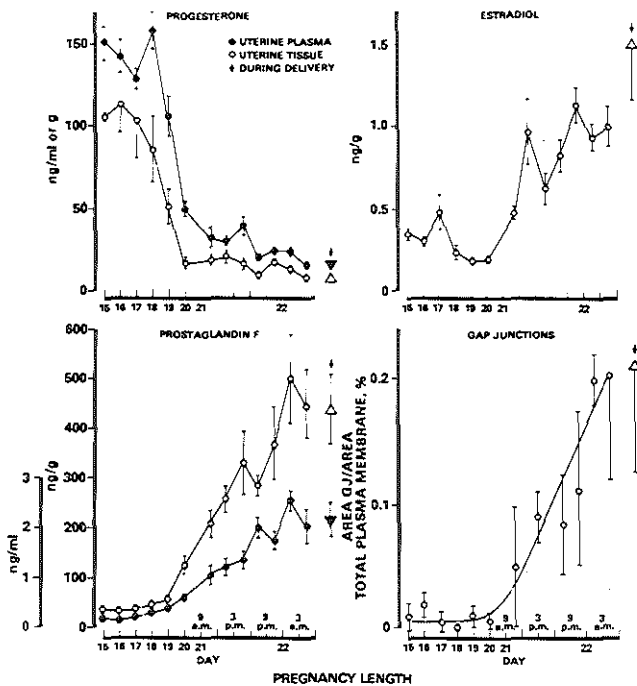 PROGESTERONE
150
100
50
0
ng/ml or g
UTERINE PLASMA
UTERINE TISSUE
DURING DELIVERY
15 16 17 18 19 20 21 22
ESTRADIOL
1.5
1.0
0.5
0
ng/g
15 16 17 18 19 20 21 22
PROSTAGLANDIN F
600
500
400
300
200
100
0
ng/g
3
2
1
0
ng/ml
9 3 9 3
a.m. p.m. p.m. a.m.
15 16 17 18 19 20 21 22
DAY
GAP JUNCTIONS
0.2
0.1
0
AREA GJ/AREA
TOTAL PLASMA MEMBRANE, %
9 3 9 3
a.m. p.m. p.m. a.m.
15 16 17 18 19 20 21 22
DAY
PREGNANCY LENGTH